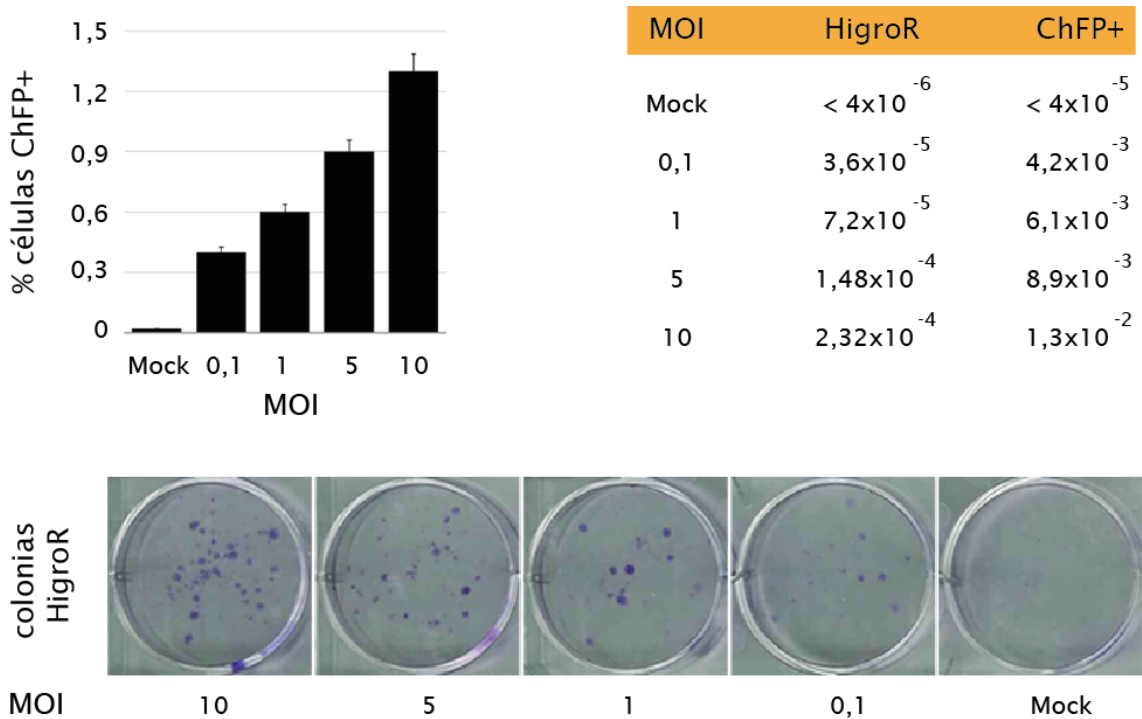 % células ChFP+
1,5
1,2
0,9
0,6
0,3
0
Mock 0,1 1 5 10
MOI
MOI HigroR ChFP+
Mock < 4x10⁻⁶ < 4x10⁻⁵
0,1 3,6x10⁻⁵ 4,2x10⁻³
1 7,2x10⁻⁵ 6,1x10⁻³
5 1,48x10⁻⁴ 8,9x10⁻³
10 2,32x10⁻⁴ 1,3x10⁻²
colonias
HigroR
MOI 10 5 1 0,1 Mock